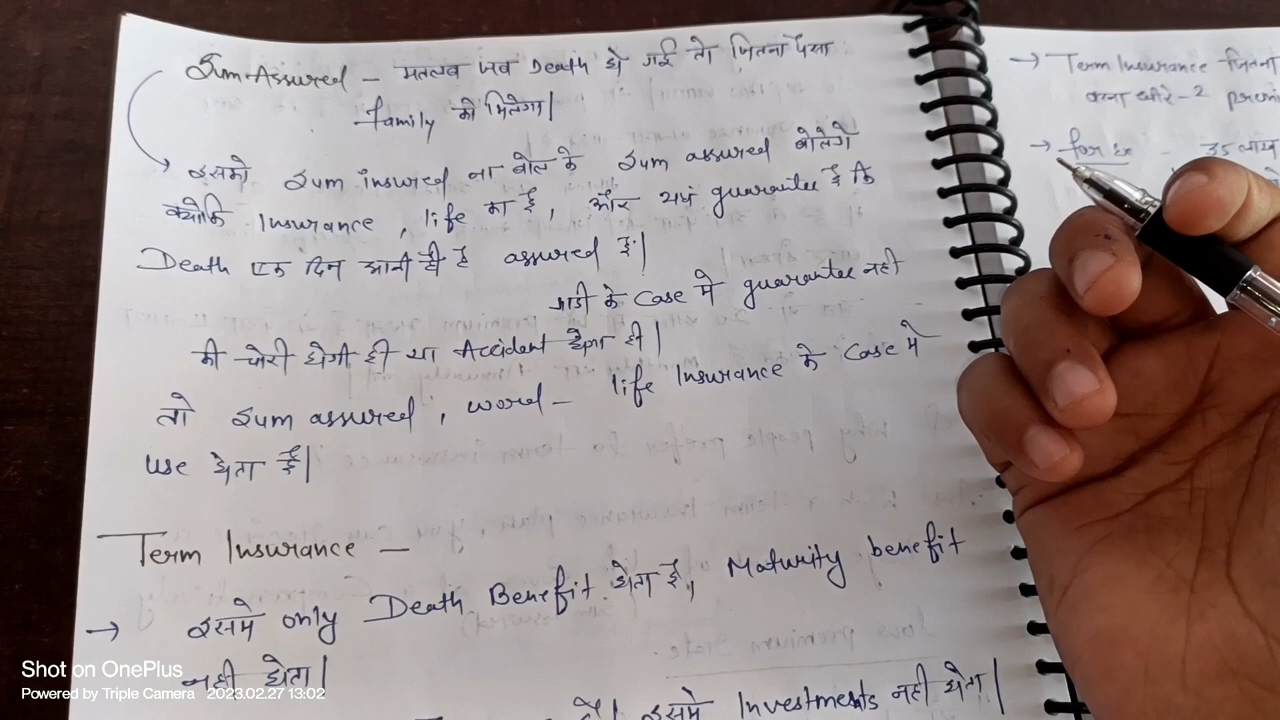 Sum Assured – मतलब जब Death हो गई तो जितना पैसा
family को मिलेगा|
इसको Sum insured ना बोल के Sum assured बोलेंगे
क्योकि Insurance, life का है, और यहां guarantee है कि
Death एक दिन आनी ही है assured है|
गाडी के Case मे guarantee नही
की चोरी होगी ही या Accident होगा ही|
तो Sum assured, word – life Insurance के Case मे
use होता है|
Term Insurance –
→ इसमे only Death Benefit होता है, Maturity benefit
नही होता|
है| इसमे Investments नही होता|
→ Term Insurance – जितना
→ for Ex – 35 लाख
Shot on OnePlus
Powered by Triple Camera 2023.02.27 13:02